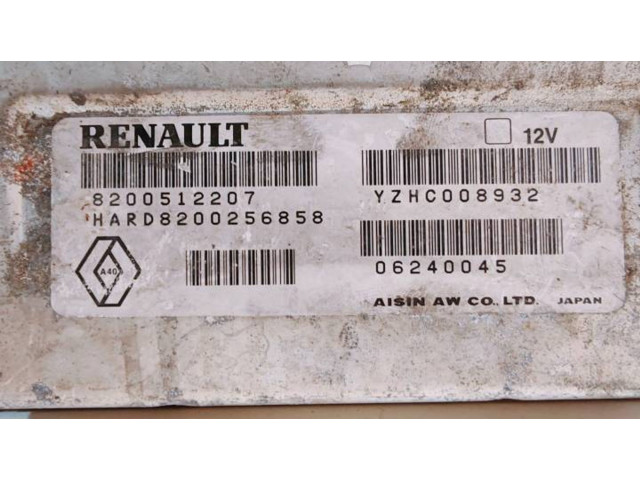 RENAULT
12V
8200512207
HARD8200256858
YZHC008932
A40
06240045
AISIN AW CO., LTD. JAPAN